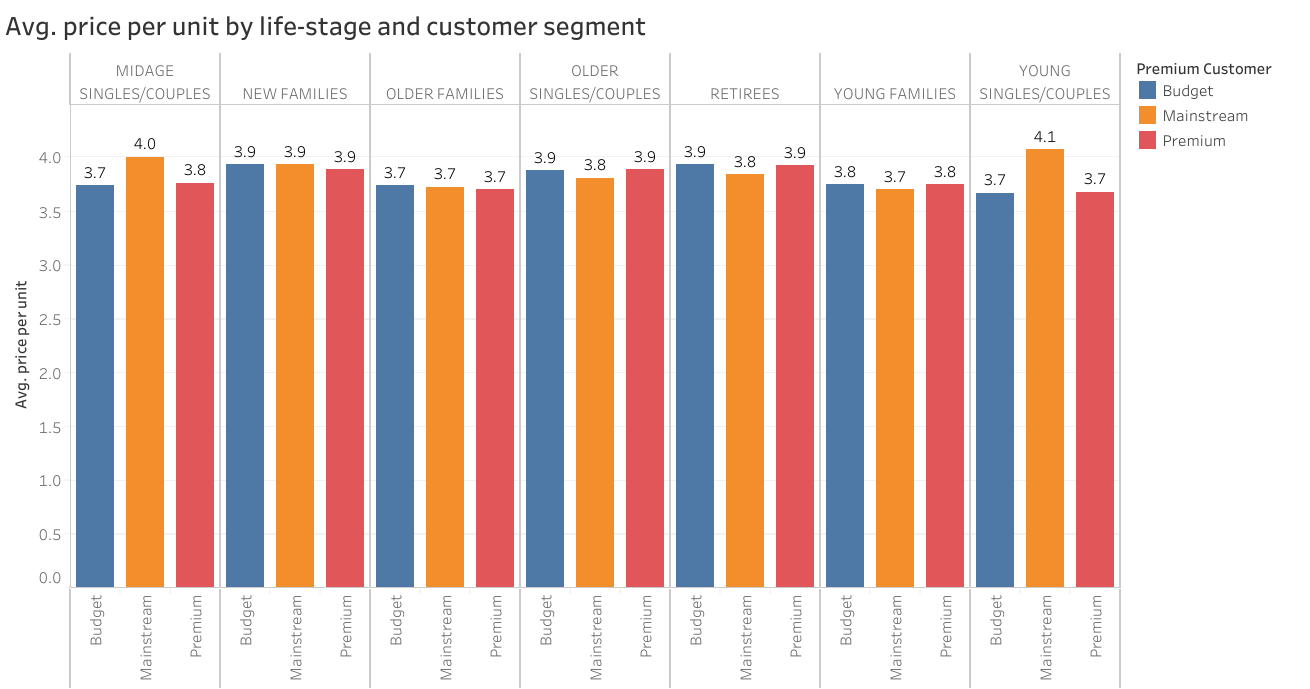 Avg. price per unit by life-stage and customer segment
MIDAGE
SINGLES/COUPLES
NEW FAMILIES
OLDER FAMILIES
OLDER
SINGLES/COUPLES
RETIREES
YOUNG FAMILIES
YOUNG
SINGLES/COUPLES
Premium Customer
Budget
Mainstream
Premium
Avg. price per unit
4.0
3.5
3.0
2.5
2.0
1.5
1.0
0.5
0.0
3.7
4.0
3.8
3.9
3.9
3.9
3.7
3.7
3.7
3.9
3.8
3.9
3.9
3.8
3.9
3.8
3.7
3.8
3.7
4.1
3.7
Budget
Mainstream
Premium
Budget
Mainstream
Premium
Budget
Mainstream
Premium
Budget
Mainstream
Premium
Budget
Mainstream
Premium
Budget
Mainstream
Premium
Budget
Mainstream
Premium